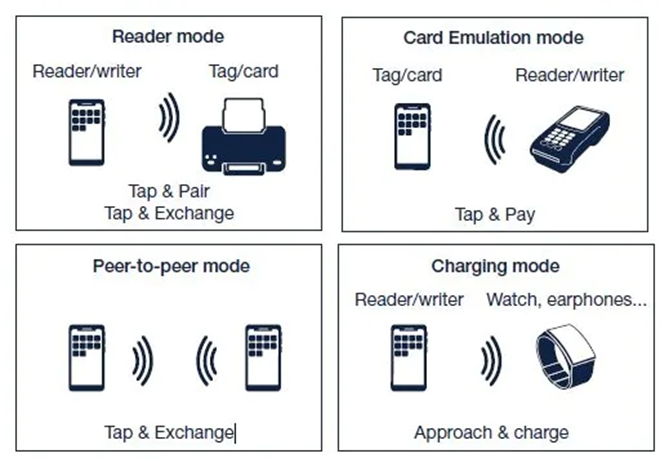 Reader mode
Reader/writer Tag/card
Tap & Pair
Tap & Exchange
Card Emulation mode
Tag/card Reader/writer
Tap & Pay
Peer-to-peer mode
Tap & Exchange
Charging mode
Reader/writer Watch, earphones...
Approach & charge